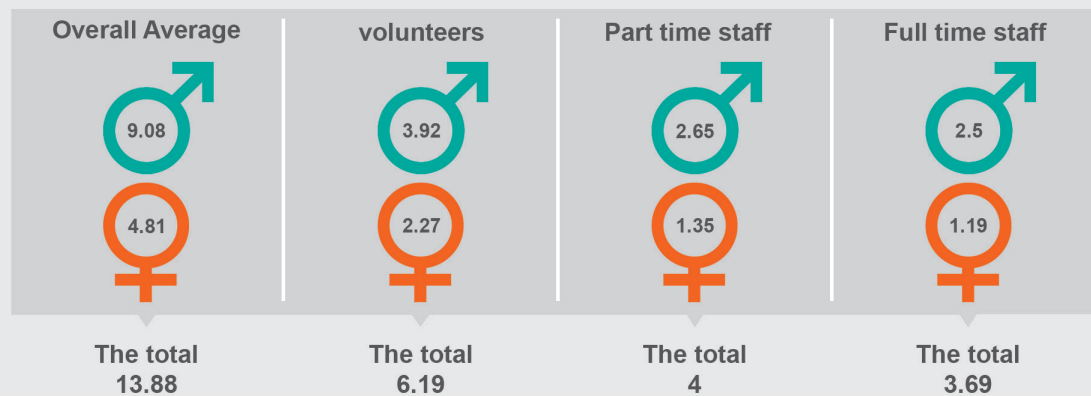 Overall Average
9.08
4.81
The total
13.88
volunteers
3.92
2.27
The total
6.19
Part time staff
2.65
1.35
The total
4
Full time staff
2.5
1.19
The total
3.69